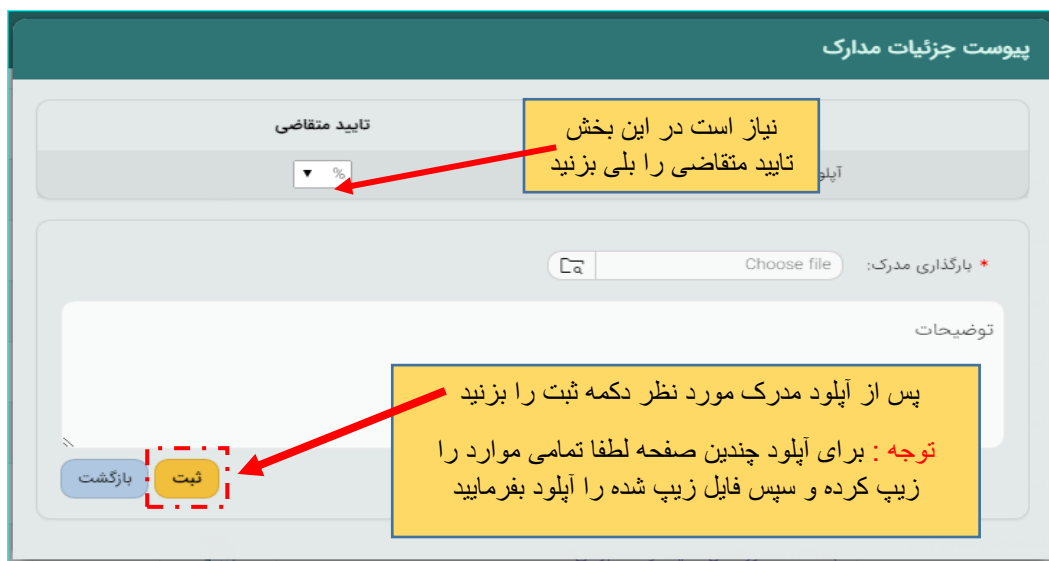 پیوست جزئیات مدارک
تایید متقاضی
نیاز است در این بخش
تایید متقاضی را بلی بزنید
%
* بارگذاری مدرک: Choose file
توضیحات
پس از آپلود مدرک مورد نظر دکمه ثبت را بزنید
توجه : برای آپلود چندین صفحه لطفا تمامی موارد را
زیپ کرده و سپس فایل زیپ شده را آپلود بفرمایید
ثبت
بازگشت